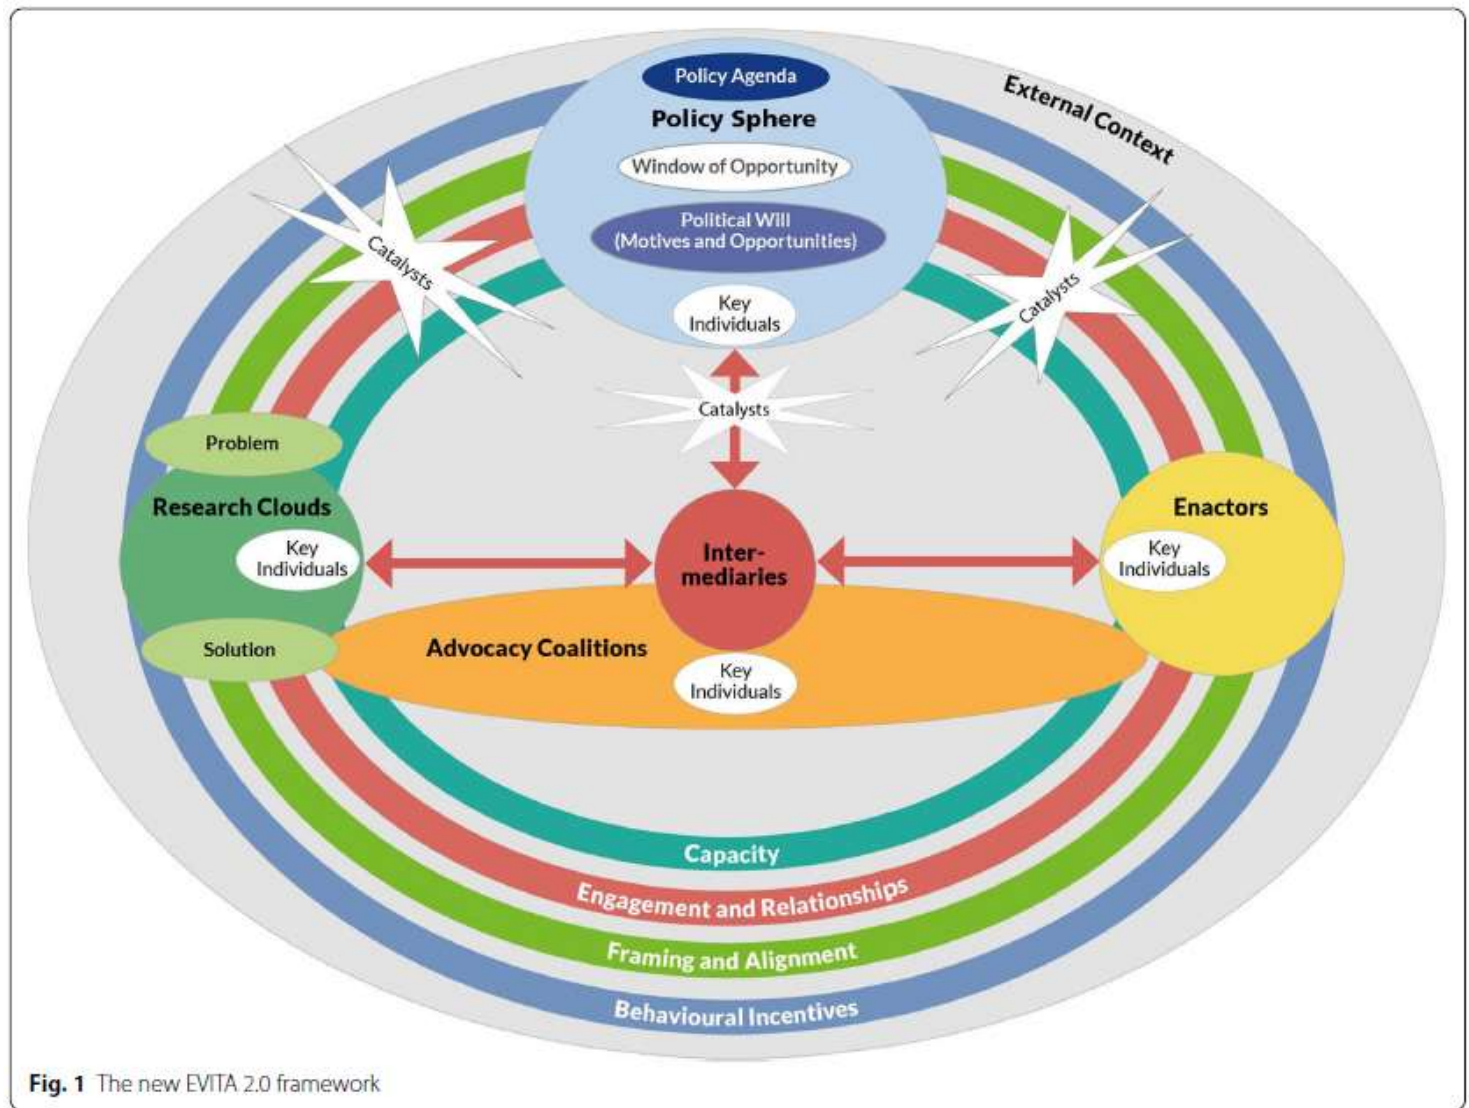 External Context
Policy Agenda
Policy Sphere
Window of Opportunity
Political Will
(Motives and Opportunities)
Key
Individuals
Catalysts
Catalysts
Catalysts
Problem
Research Clouds
Key
Individuals
Solution
Inter-
mediaries
Enactors
Key
Individuals
Advocacy Coalitions
Key
Individuals
Capacity
Engagement and Relationships
Framing and Alignment
Behavioural Incentives
Fig. 1 The new EVITA 2.0 framework